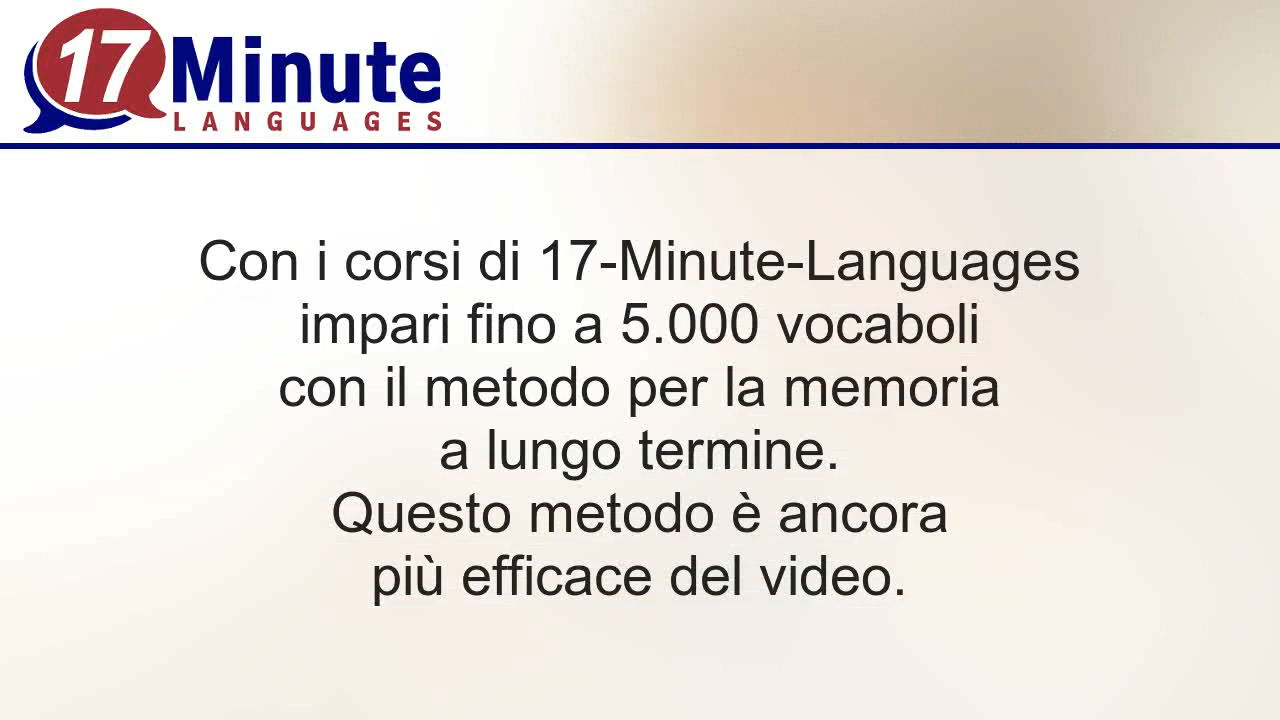 17 Minute
LANGUAGES
Con i corsi di 17-Minute-Languages
impari fino a 5.000 vocaboli
con il metodo per la memoria
a lungo termine.
Questo metodo è ancora
più efficace del video.